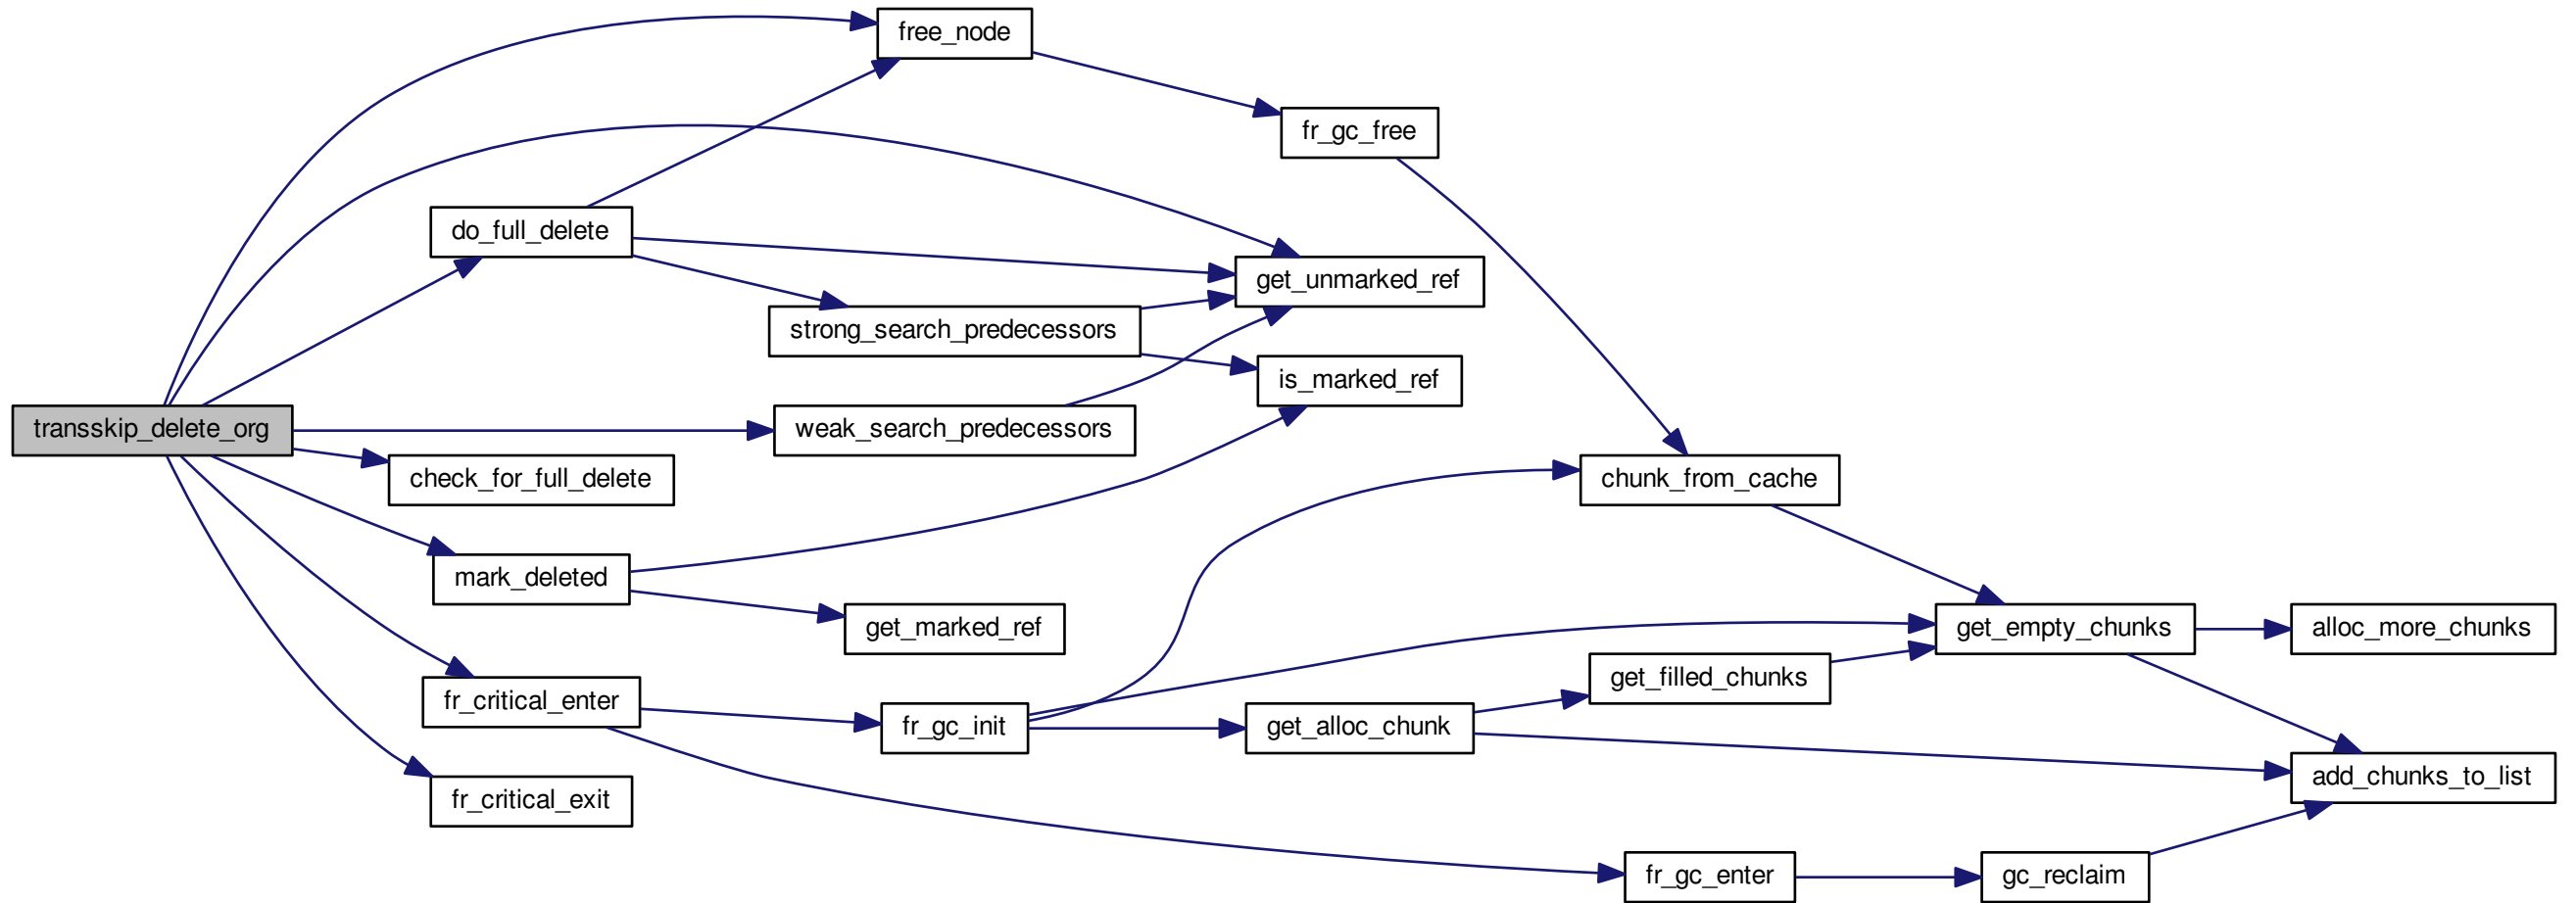 free_node
fr_gc_free
do_full_delete
get_unmarked_ref
strong_search_predecessors
is_marked_ref
transskip_delete_org
weak_search_predecessors
check_for_full_delete
chunk_from_cache
mark_deleted
get_marked_ref
get_empty_chunks
alloc_more_chunks
get_filled_chunks
fr_critical_enter
fr_gc_init
get_alloc_chunk
add_chunks_to_list
fr_critical_exit
fr_gc_enter
gc_reclaim